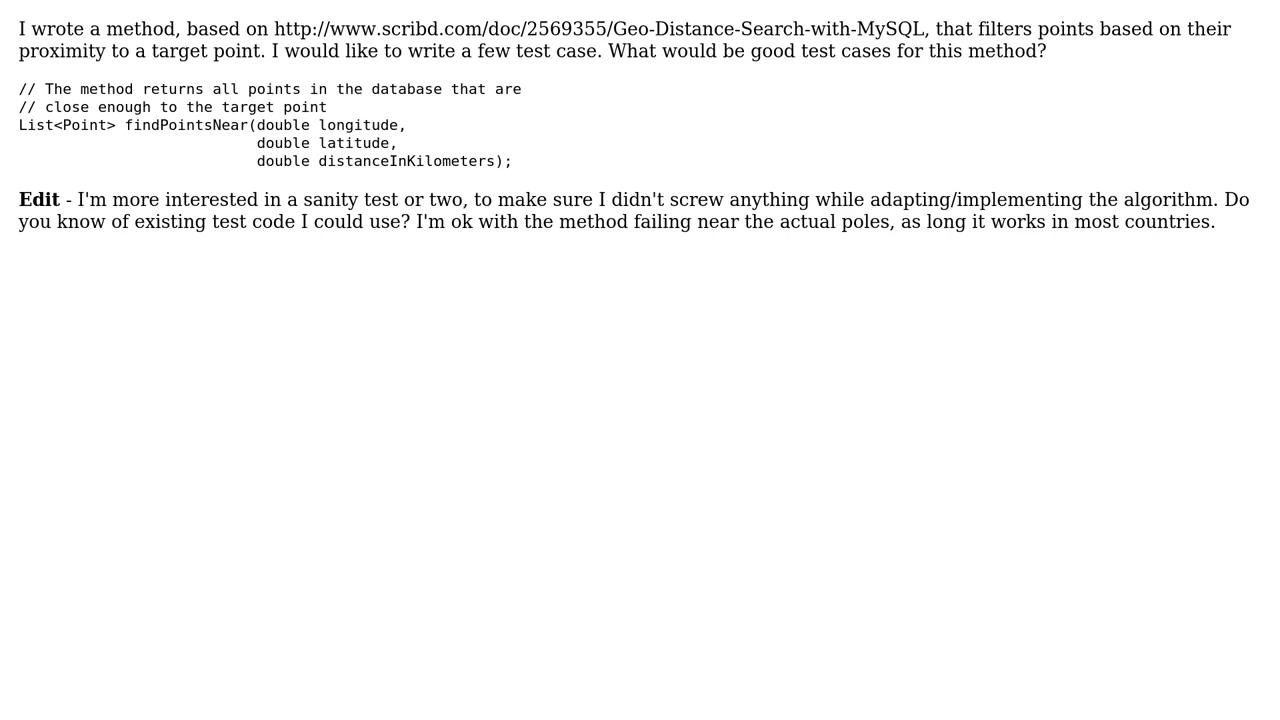 I wrote a method, based on http://www.scribd.com/doc/2569355/Geo-Distance-Search-with-MySQL, that filters points based on their
proximity to a target point. I would like to write a few test case. What would be good test cases for this method?
// The method returns all points in the database that are
// close enough to the target point
List<Point> findPointsNear(double longitude,
                           double latitude,
                           double distanceInKilometers);
Edit - I'm more interested in a sanity test or two, to make sure I didn't screw anything while adapting/implementing the algorithm. Do
you know of existing test code I could use? I'm ok with the method failing near the actual poles, as long it works in most countries.